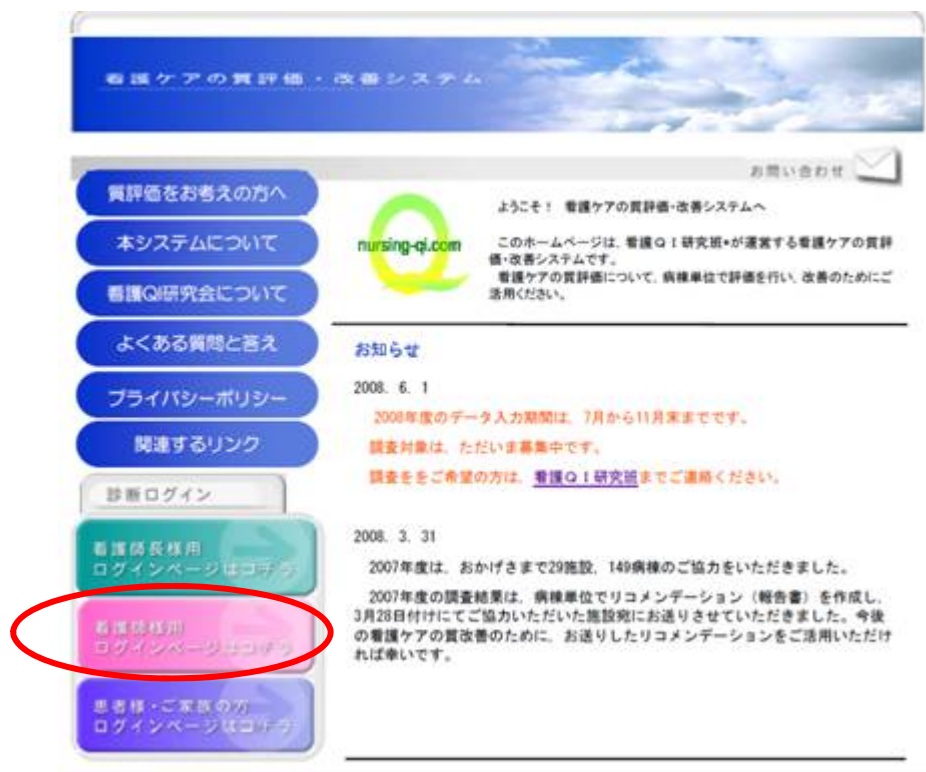 看護ケアの質評価・改善システム
お問い合わせ
質評価をお考えの方へ
本システムについて
看護QI研究会について
よくある質問と答え
プライバシーポリシー
関連するリンク
診断ログイン
看護師長様用
ログインページはコチラ
看護師様用
ログインページはコチラ
患者様・ご家族の方
ログインページはコチラ
nursing-qi.com
ようこそ！ 看護ケアの質評価・改善システムへ
このホームページは、看護ＱＩ研究班*が運営する看護ケアの質評
価・改善システムです。
看護ケアの質評価について、病棟単位で評価を行い、改善のためにご
活用ください。
お知らせ
2008. 6. 1
2008年度のデータ入力期間は、7月から11月末までです。
調査対象は、ただいま募集中です。
調査ををご希望の方は、看護ＱＩ研究班までご連絡ください。
2008. 3. 31
2007年度は、おかげさまで29施設、149病棟のご協力をいただきました。
2007年度の調査結果は、病棟単位でリコメンデーション（報告書）を作成し、
3月28日付けにてご協力いただいた施設宛にお送りさせていただきました。今後
の看護ケアの質改善のために、お送りしたリコメンデーションをご活用いただけ
れば幸いです。